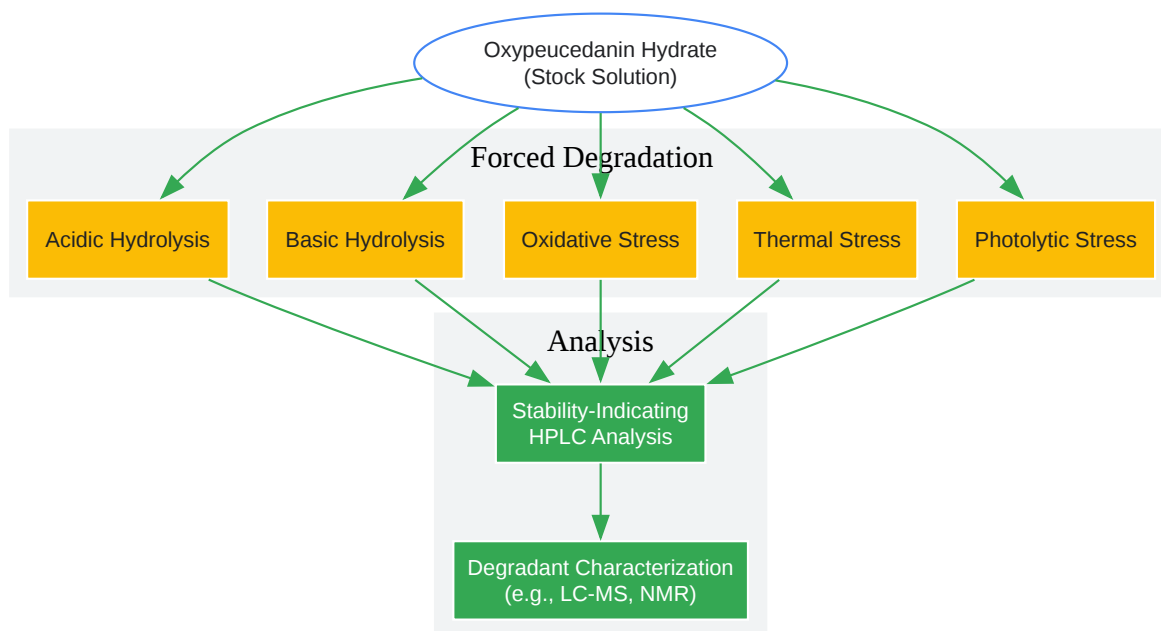 Oxypeucedanin Hydrate
(Stock Solution)
Forced Degradation
Acidic Hydrolysis
Basic Hydrolysis
Oxidative Stress
Thermal Stress
Photolytic Stress
Analysis
Stability-Indicating
HPLC Analysis
Degradant Characterization
(e.g., LC-MS, NMR)